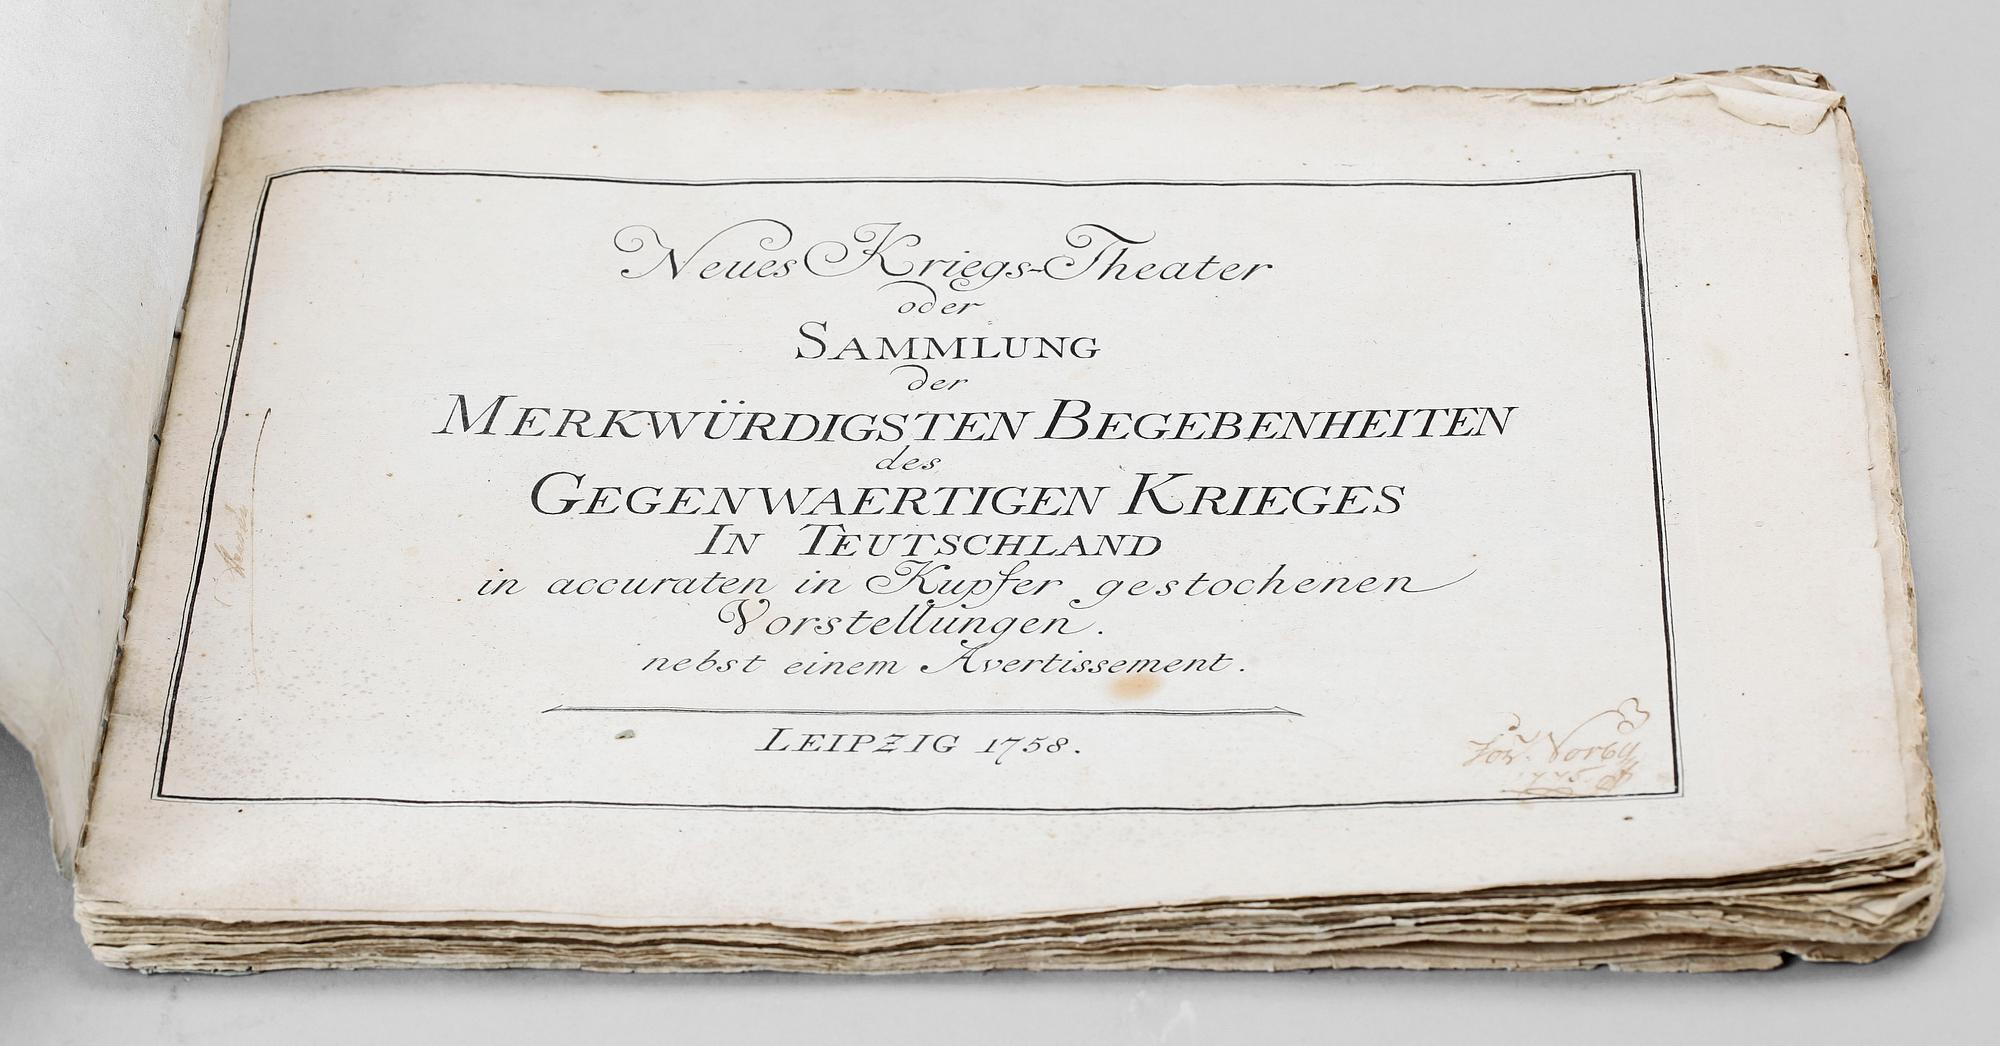 Neues Kriegs-Theater
oder
SAMMLUNG
der
MERKWÜRDIGSTEN BEGEBENHEITEN
des
GEGENWAERTIGEN KRIEGES
IN TEUTSCHLAND
in accuraten in Kupfer gestochenen
Vorstellungen.
nebst einem Avertissement.
LEIPZIG 1758.